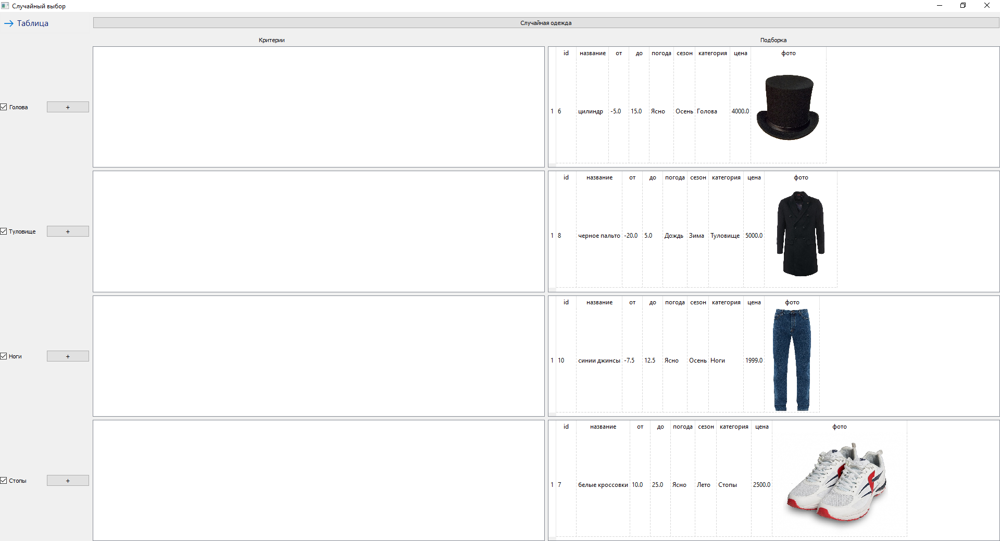 Случайный выбор
Таблица
Случайная одежда
Критерии
Подборка
Голова +
id название от до погода сезон категория цена фото
1 6 цилиндр -5.0 15.0 Ясно Осень Голова 4000.0
Туловище +
id название от до погода сезон категория цена фото
1 8 черное пальто -20.0 5.0 Дождь Зима Туловище 5000.0
Ноги +
id название от до погода сезон категория цена фото
1 10 синии джинсы -7.5 12.5 Ясно Осень Ноги 1999.0
Стопы +
id название от до погода сезон категория цена фото
1 7 белые кроссовки 10.0 25.0 Ясно Лето Стопы 2500.0